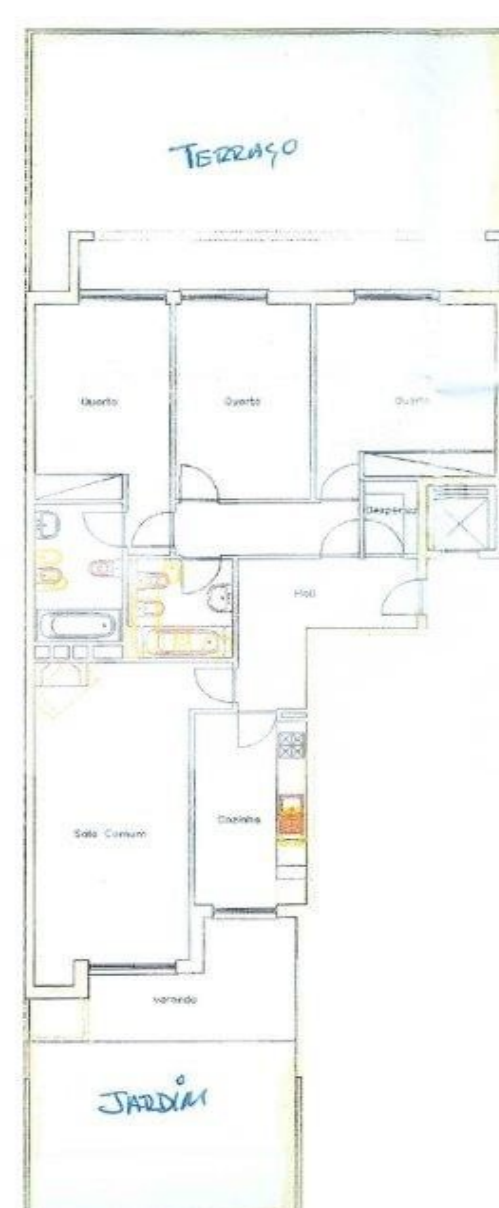 TERRAÇO
Quarto
Quarto
Quarto
Despensa
Hall
Cozinha
Sala Comum
varanda
JARDIM